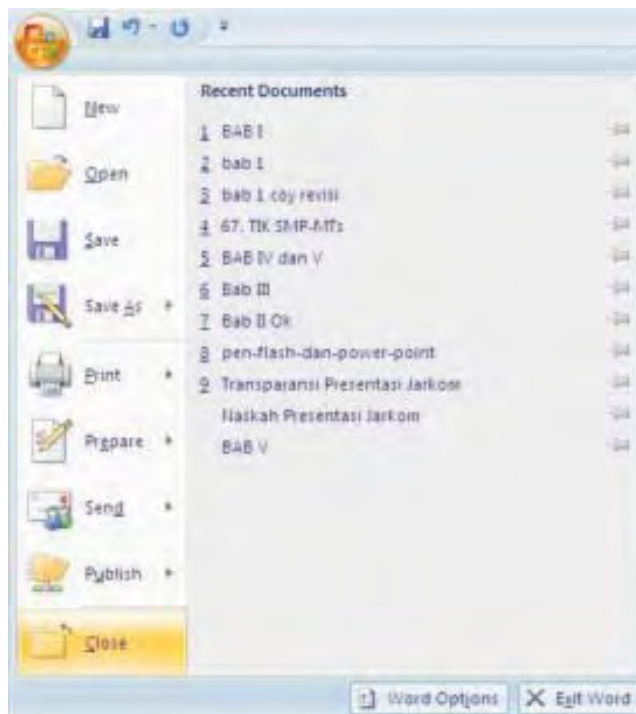 New
Open
Save
Save As
Print
Prepare
Send
Publish
Close
Recent Documents
1 BAB I
2 bab 1
3 bab 1 coy revisi
4 67. TIK SMP-MTs
5 BAB IV dan V
6 Bab III
7 Bab II Ok
8 pen-flash-dan-power-point
9 Transparansi Presentasi Jarkom
Naskah Presentasi Jarkom
BAB V
Word Options
Exit Word